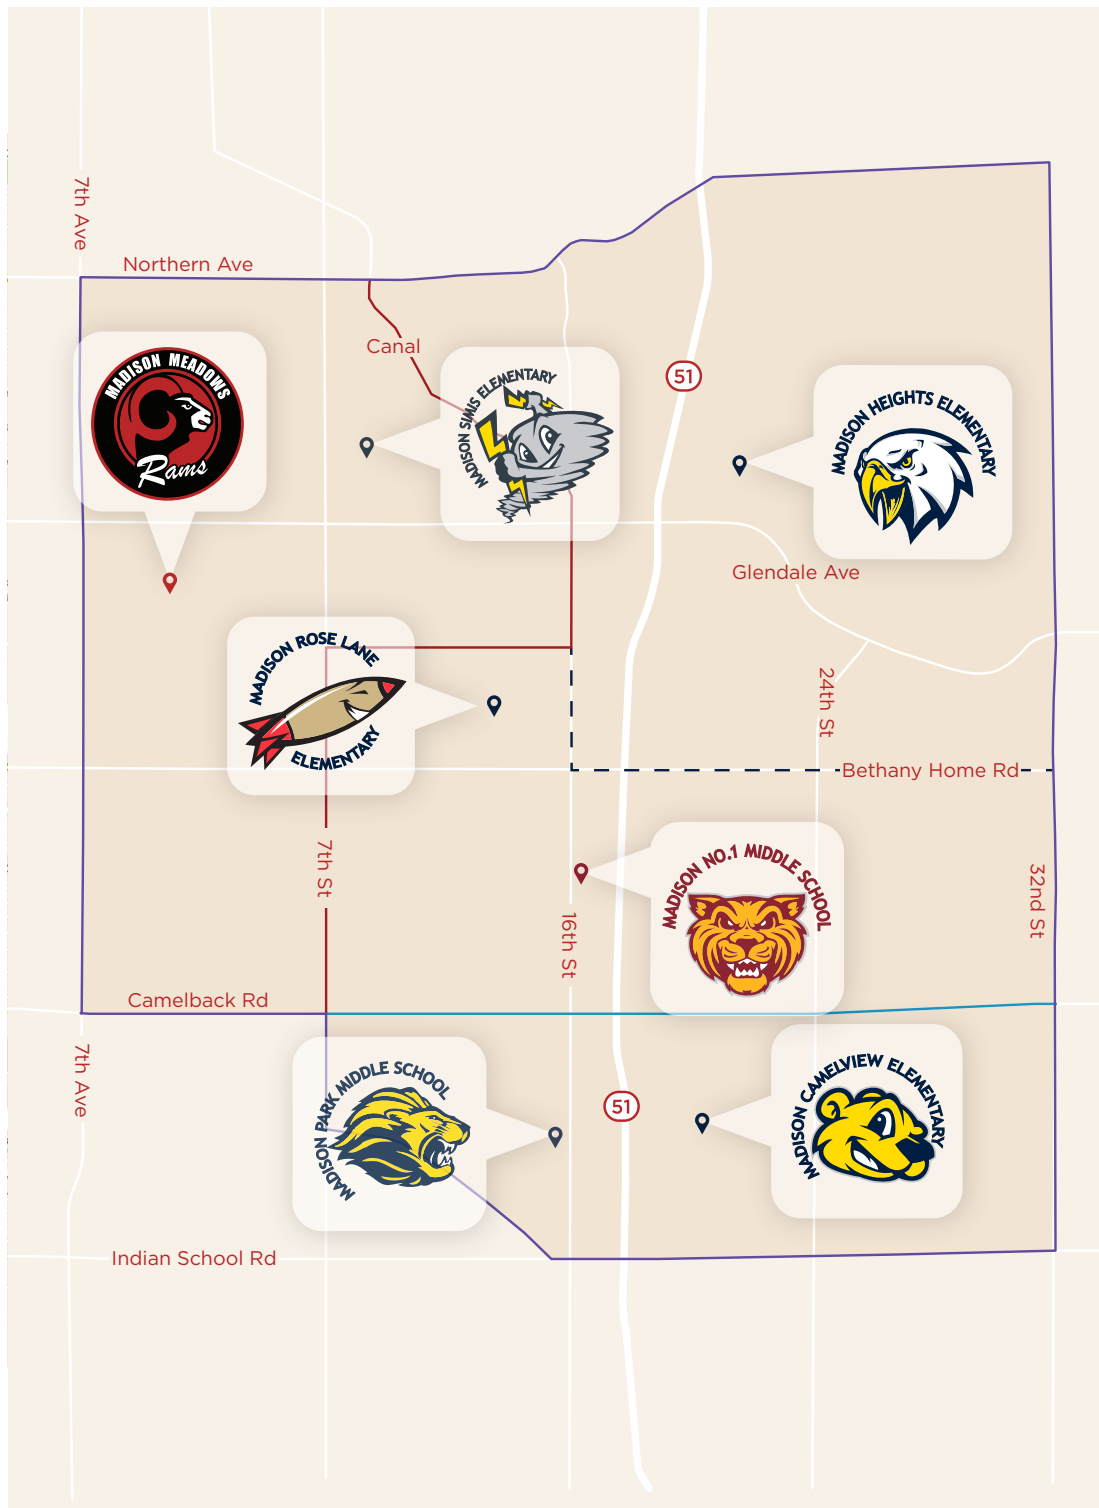 7th Ave
Northern Ave
Canal
MADISON MEADOWS
Rams
MADISON SIMIS ELEMENTARY
51
MADISON HEIGHTS ELEMENTARY
Glendale Ave
MADISON ROSE LANE
ELEMENTARY
24th St
Bethany Home Rd
7th St
MADISON NO.1 MIDDLE SCHOOL
32nd St
16th St
Camelback Rd
7th Ave
MADISON PARK MIDDLE SCHOOL
51
MADISON CAMELVIEW ELEMENTARY
Indian School Rd